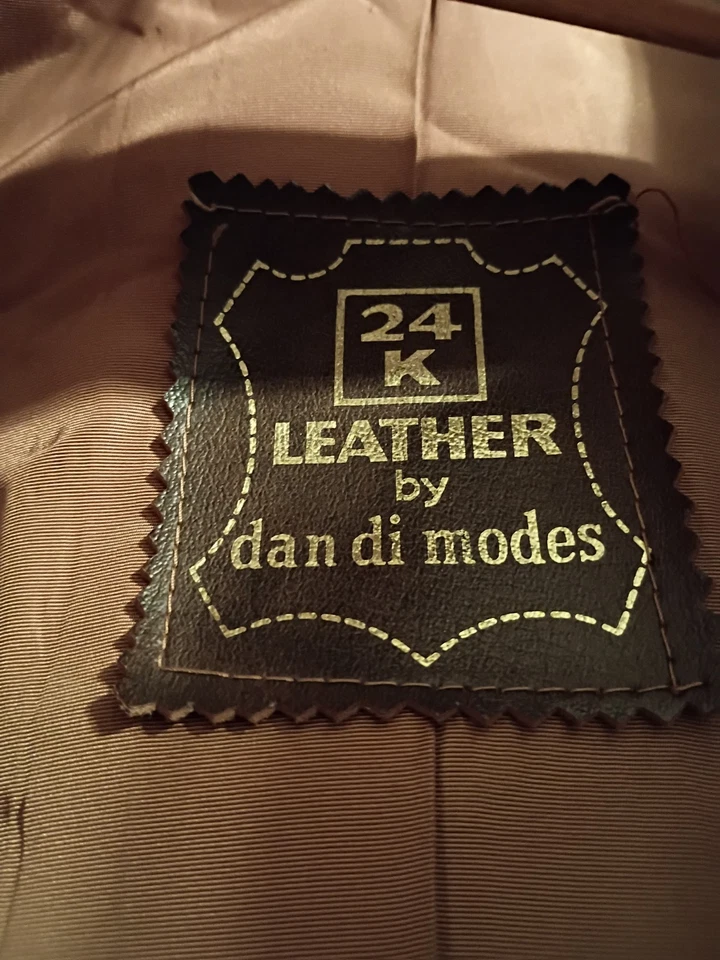 24
K
LEATHER
by
dan di modes